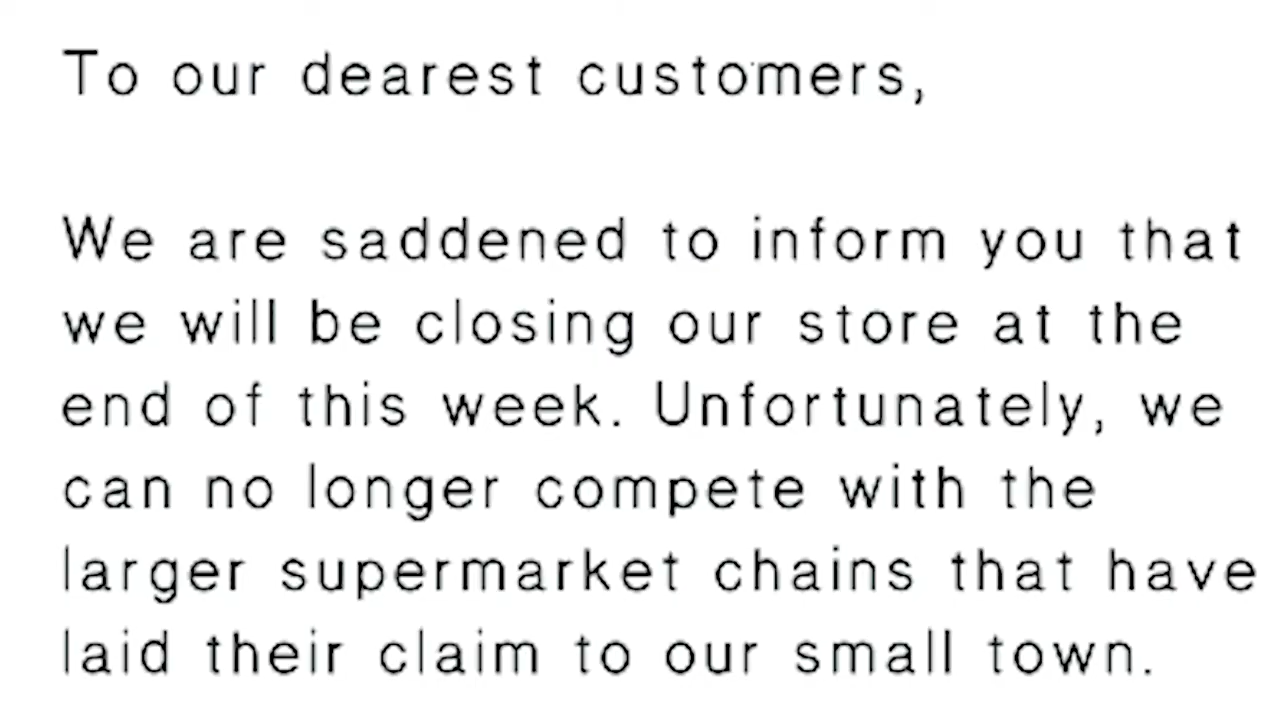 To our dearest customers,
We are saddened to inform you that
we will be closing our store at the
end of this week. Unfortunately, we
can no longer compete with the
larger supermarket chains that have
laid their claim to our small town.